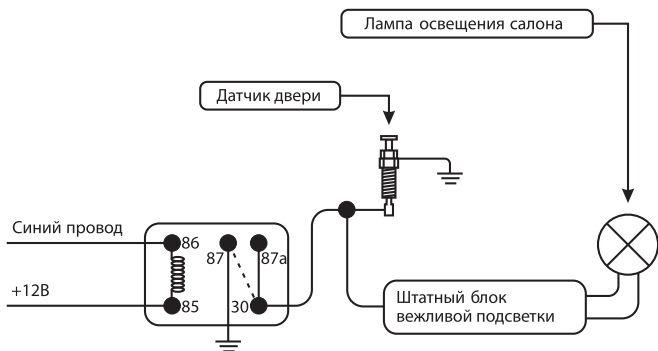 Лампа освещения салона
Датчик двери
Синий провод
86
87
87а
+12В
85
30
Штатный блок
вежливой подсветки